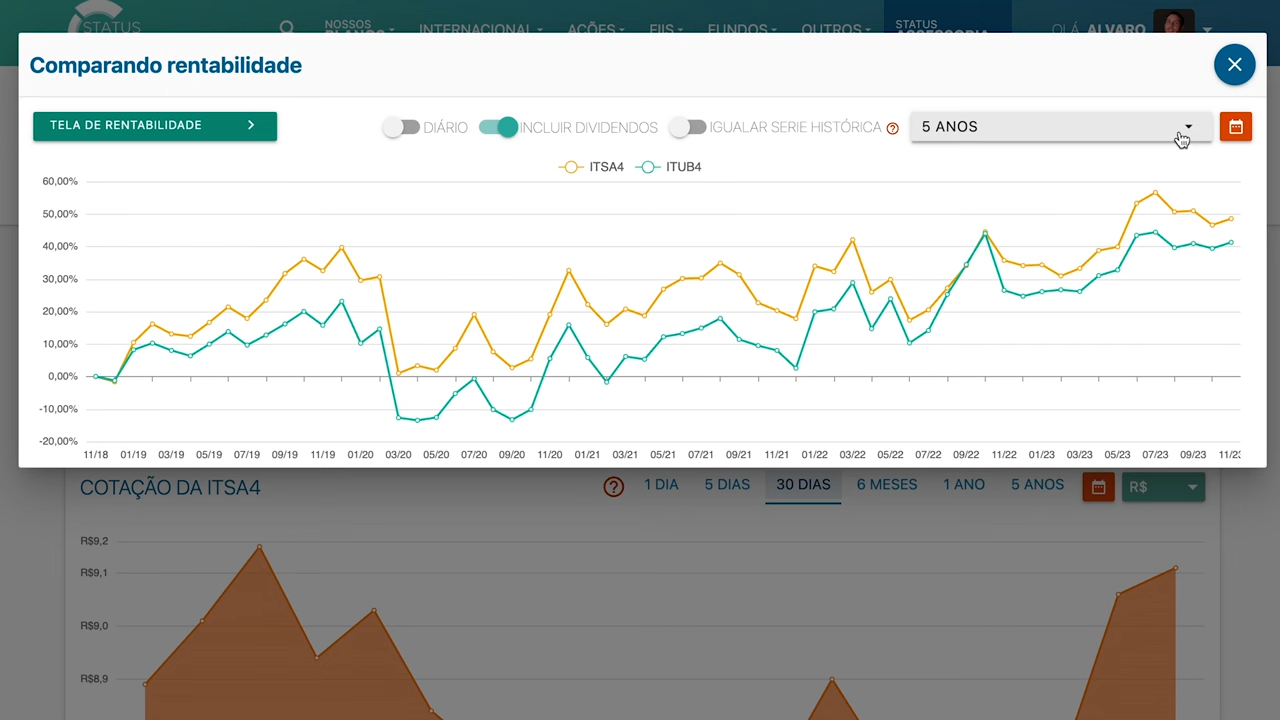 STATUS
NOSSOS
INTERNACIONAL
AÇÕES
FIIS
FUNDOS
OUTROS
STATUS
ASSESSORIA
OLÁ, ALVARO
Comparando rentabilidade
TELA DE RENTABILIDADE
DIÁRIO
INCLUIR DIVIDENDOS
IGUALAR SERIE HISTÓRICA
5 ANOS
ITSA4
ITUB4
60,00%
50,00%
40,00%
30,00%
20,00%
10,00%
0,00%
-10,00%
-20,00%
11/18 01/19 03/19 05/19 07/19 09/19 11/19 01/20 03/20 05/20 07/20 09/20 11/20 01/21 03/21 05/21 07/21 09/21 11/21 01/22 03/22 05/22 07/22 09/22 11/22 01/23 03/23 05/23 07/23 09/23 11/23
COTAÇÃO DA ITSA4
1 DIA
5 DIAS
30 DIAS
6 MESES
1 ANO
5 ANOS
R$
R$9,2
R$9,1
R$9,0
R$8,9